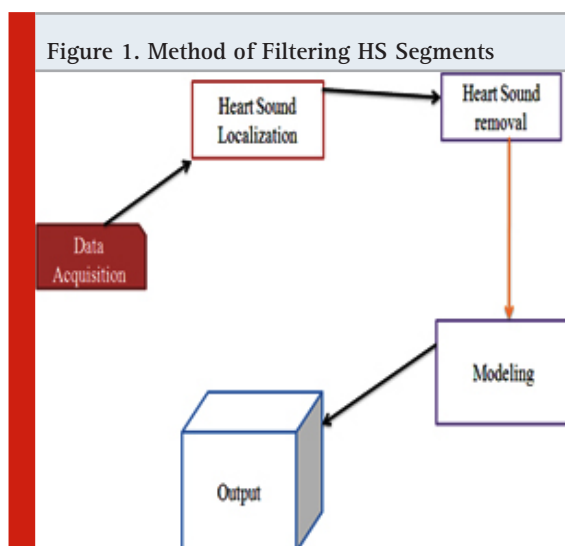 Figure 1. Method of Filtering HS Segments
Heart Sound
Localization
Heart Sound
removal
Data
Acquisition
Modeling
Output